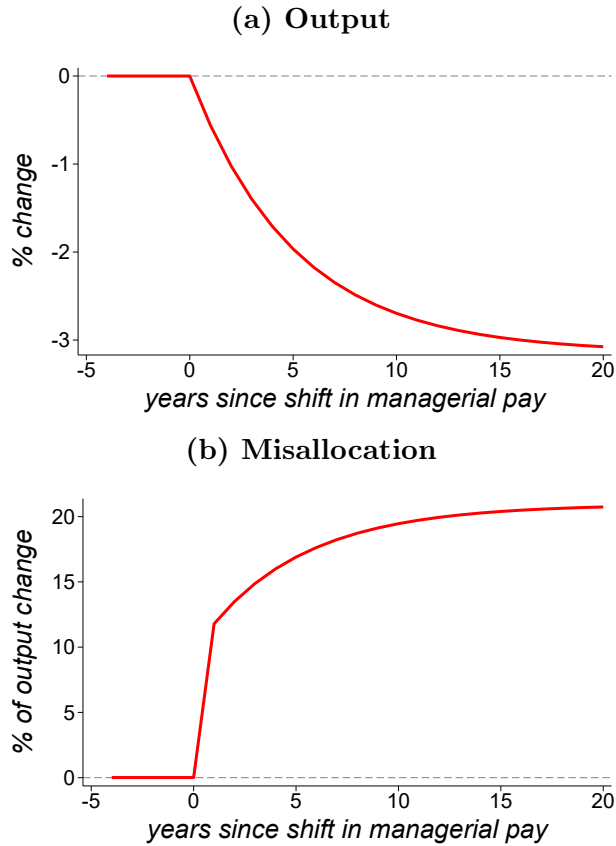 (a) Output
0
-1
-2
-3
% change
-5 0 5 10 15 20
years since shift in managerial pay
(b) Misallocation
20
15
10
5
0
% of output change
-5 0 5 10 15 20
years since shift in managerial pay